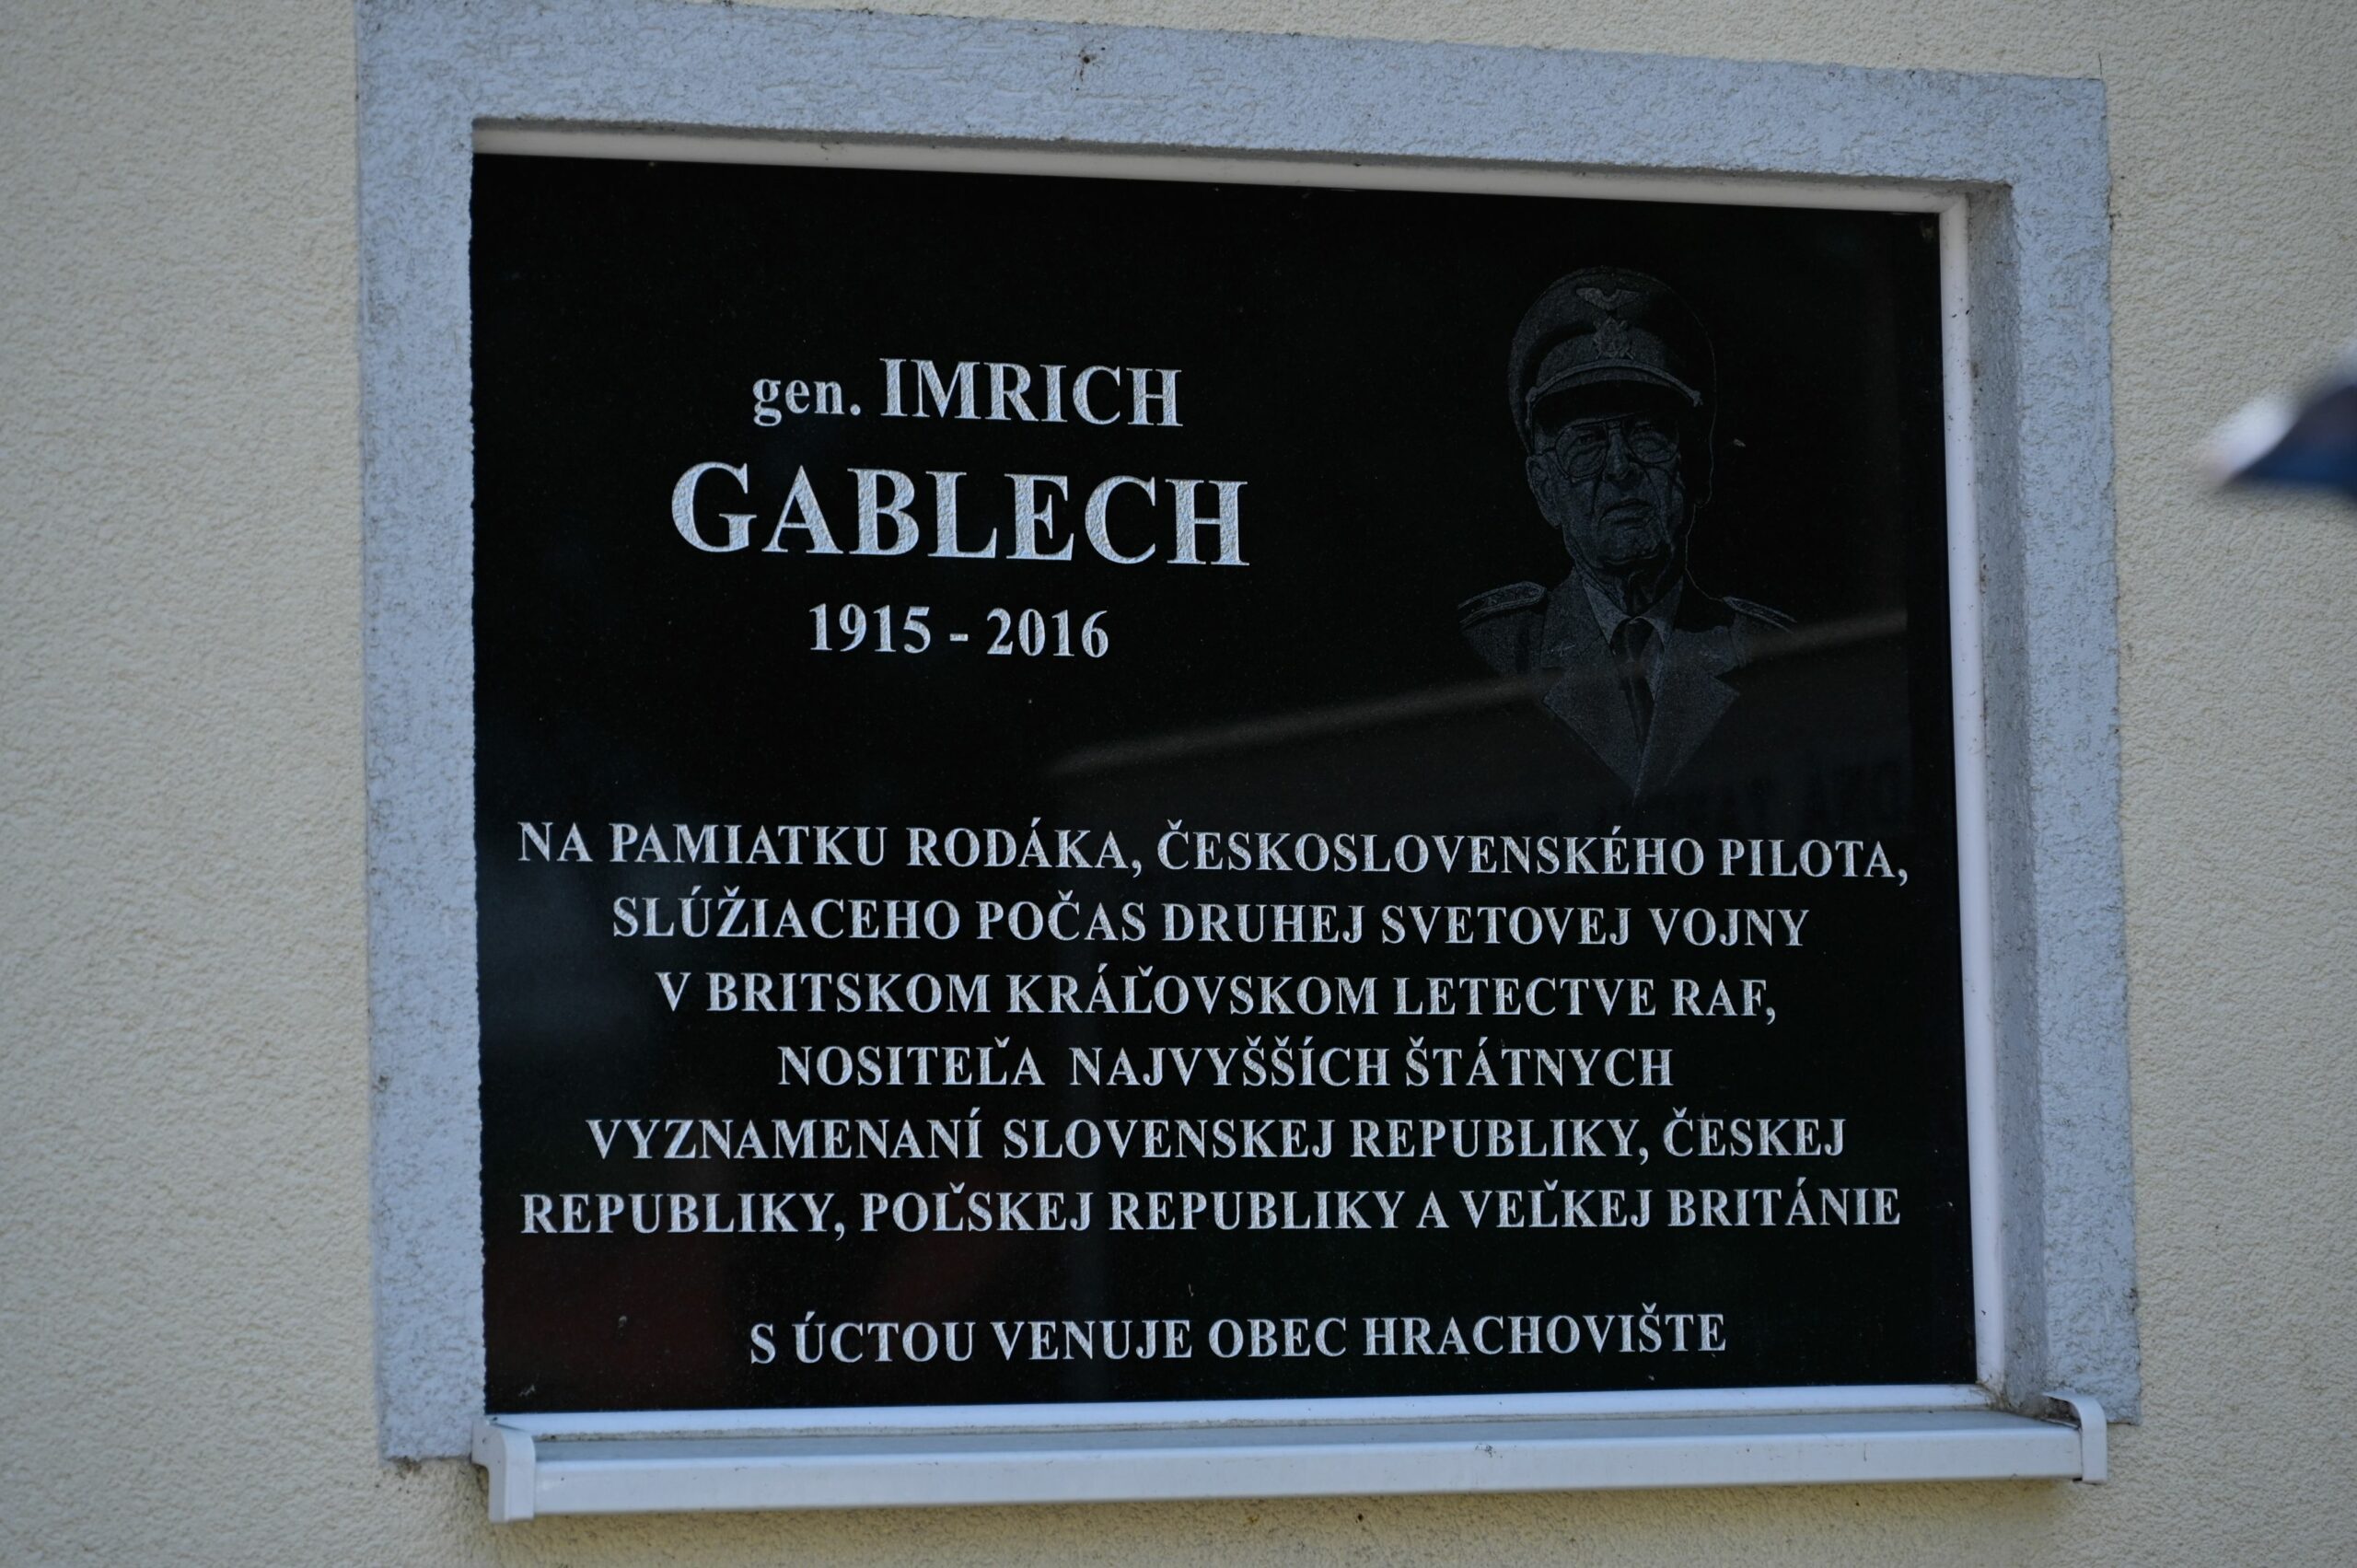 gen. IMRICH
GABLECH
1915 - 2016
NA PAMIATKU RODÁKA, ČESKOSLOVENSKÉHO PILOTA,
SLÚŽIACEHO POČAS DRUHEJ SVETOVEJ VOJNY
V BRITSKOM KRÁĽOVSKOM LETECTVE RAF,
NOSITEĽA NAJVYŠŠÍCH ŠTÁTNYCH
VYZNAMENANÍ SLOVENSKEJ REPUBLIKY, ČESKEJ
REPUBLIKY, POĽSKEJ REPUBLIKY A VEĽKEJ BRITÁNIE
S ÚCTOU VENUJE OBEC HRACHOVIŠTE